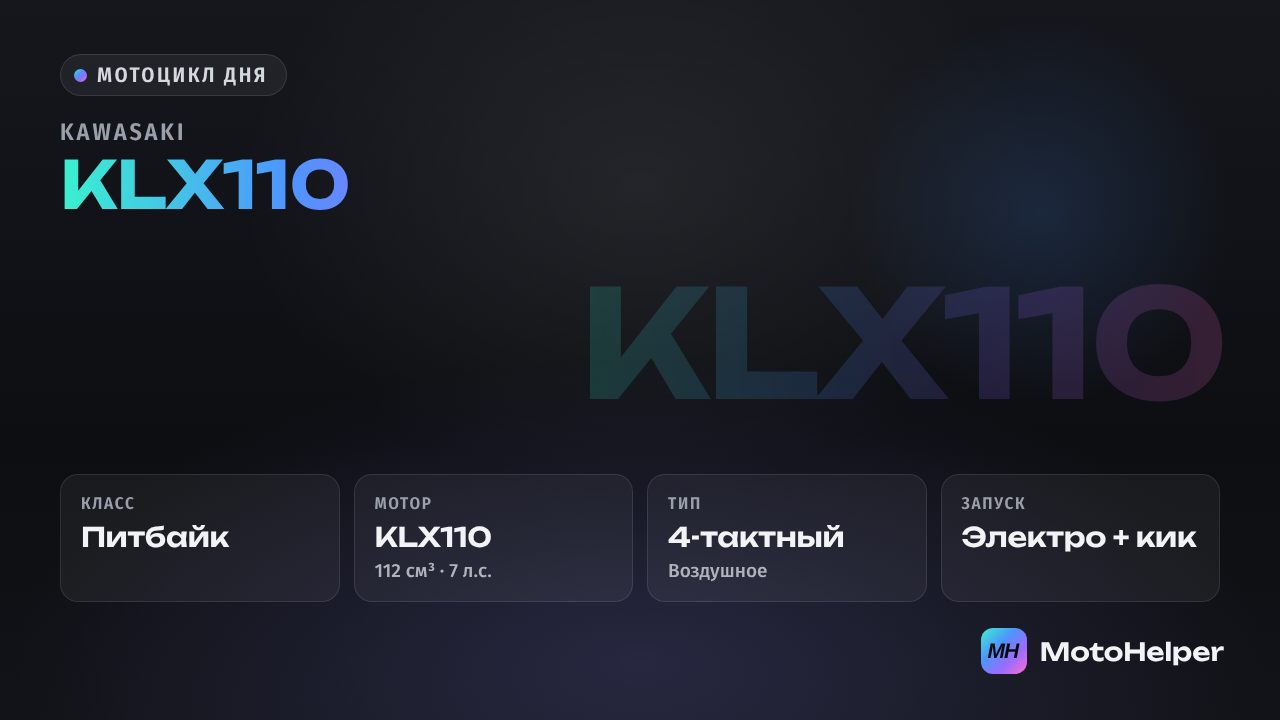 МОТОЦИКЛ ДНЯ
KAWASAKI
KLX110
KLX110
КЛАСС
Питбайк
МОТОР
KLX110
112 см³ · 7 л.с.
ТИП
4-тактный
Воздушное
ЗАПУСК
Электро + кик
MH MotoHelper